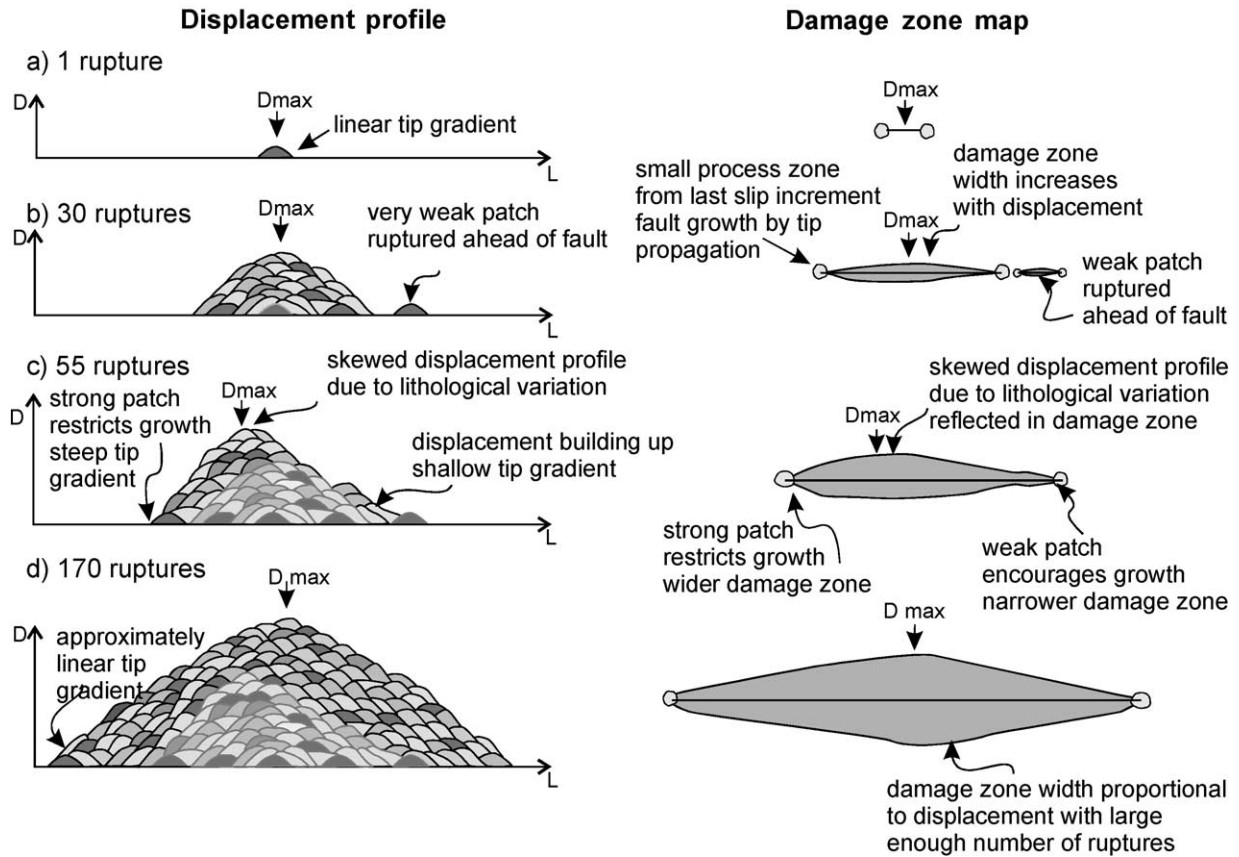 Displacement profile
Damage zone map
a) 1 rupture
D
Dmax
linear tip gradient
L
Dmax
b) 30 ruptures
D
Dmax
very weak patch
ruptured ahead of fault
L
small process zone
from last slip increment
fault growth by tip
propagation
damage zone
width increases
with displacement
Dmax
weak patch
ruptured
ahead of fault
c) 55 ruptures
D
strong patch
restricts growth
steep tip
gradient
Dmax
skewed displacement profile
due to lithological variation
displacement building up
shallow tip gradient
L
Dmax
skewed displacement profile
due to lithological variation
reflected in damage zone
strong patch
restricts growth
wider damage zone
weak patch
encourages growth
narrower damage zone
d) 170 ruptures
D
D max
approximately
linear tip
gradient
L
D max
damage zone width proportional
to displacement with large
enough number of ruptures